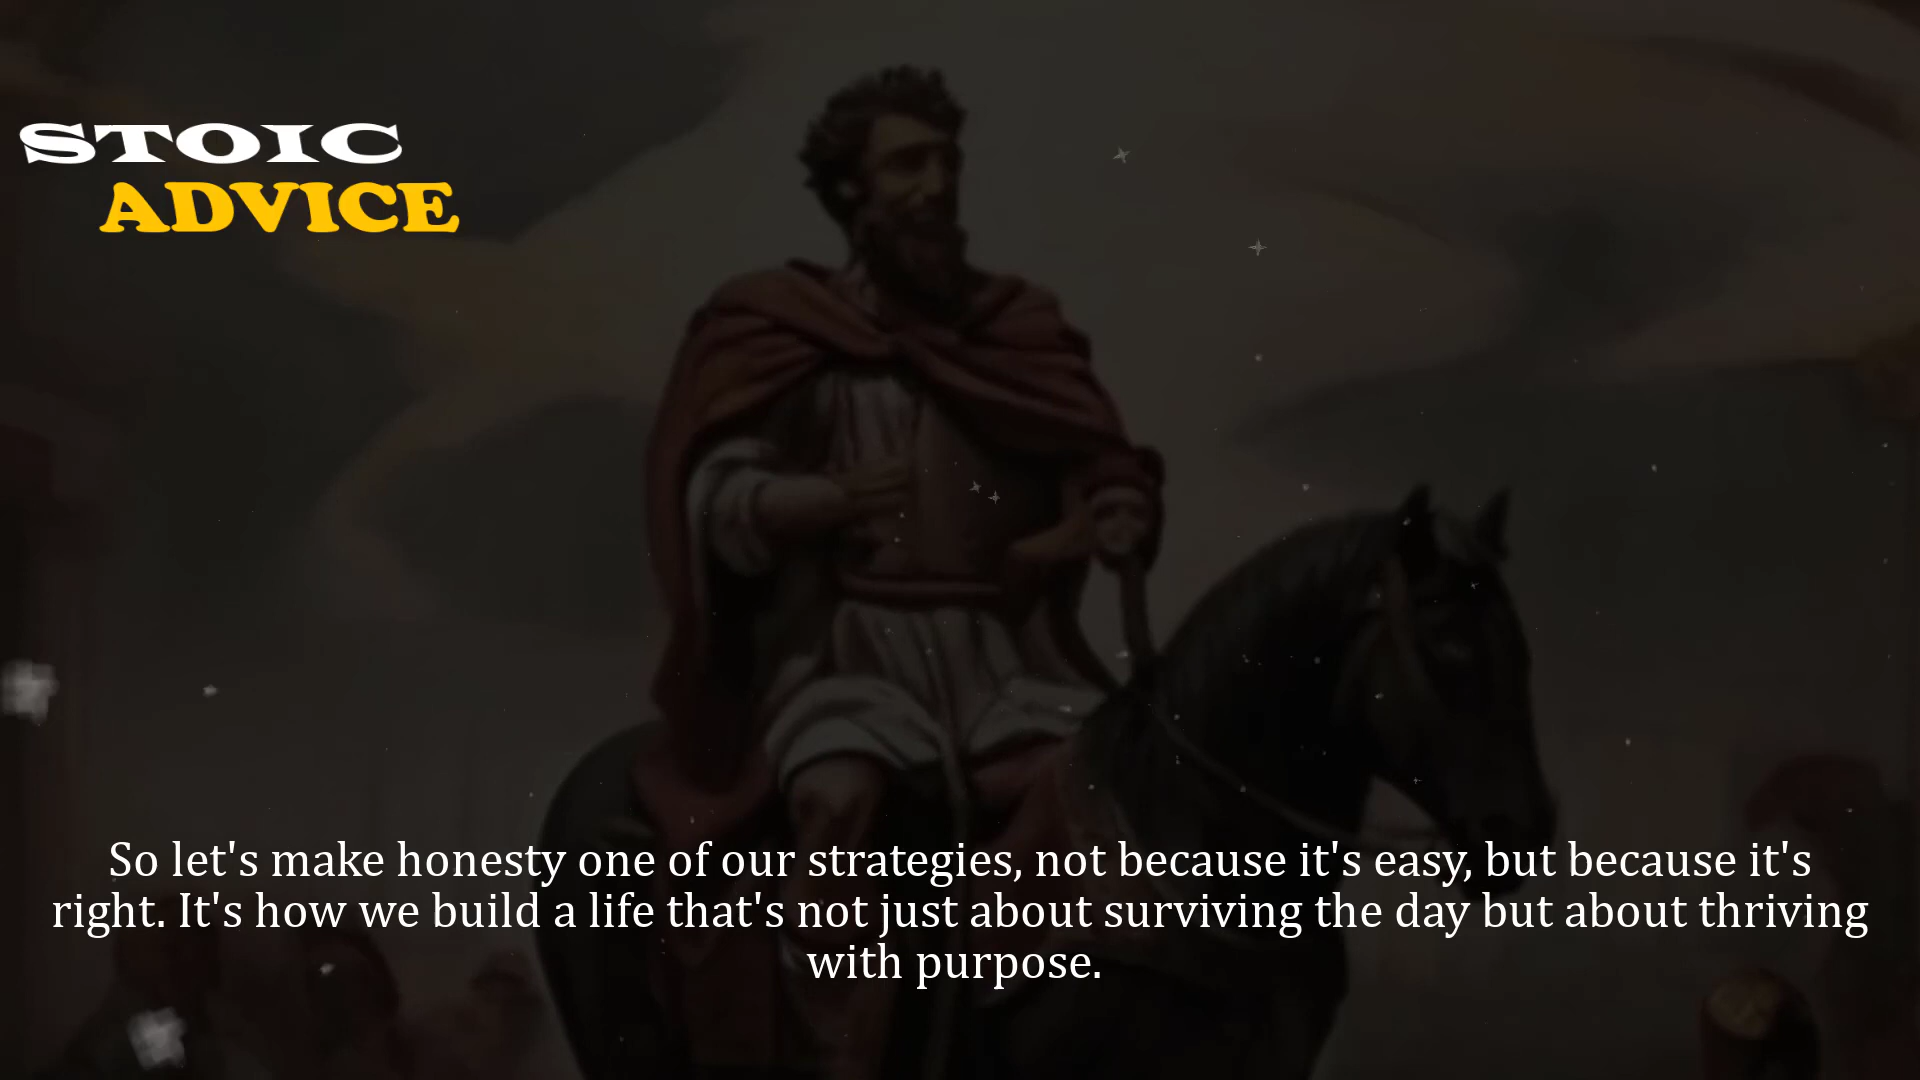 STOIC
ADVICE
So let's make honesty one of our strategies, not because it's easy, but because it's
right. It's how we build a life that's not just about surviving the day but about thriving
with purpose.